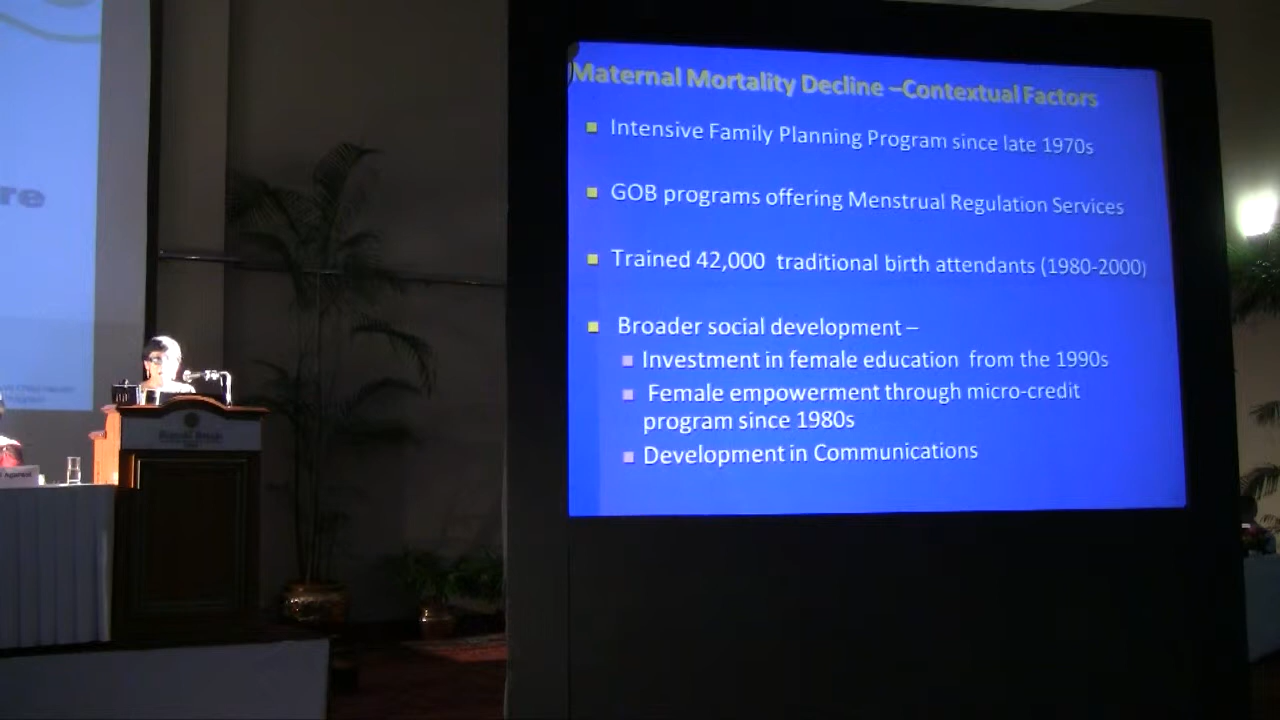 re
Maternal Mortality Decline –Contextual Factors
Intensive Family Planning Program since late 1970s
GOB programs offering Menstrual Regulation Services
Trained 42,000 traditional birth attendants (1980-2000)
Broader social development –
Investment in female education from the 1990s
Female empowerment through micro-credit
program since 1980s
Development in Communications